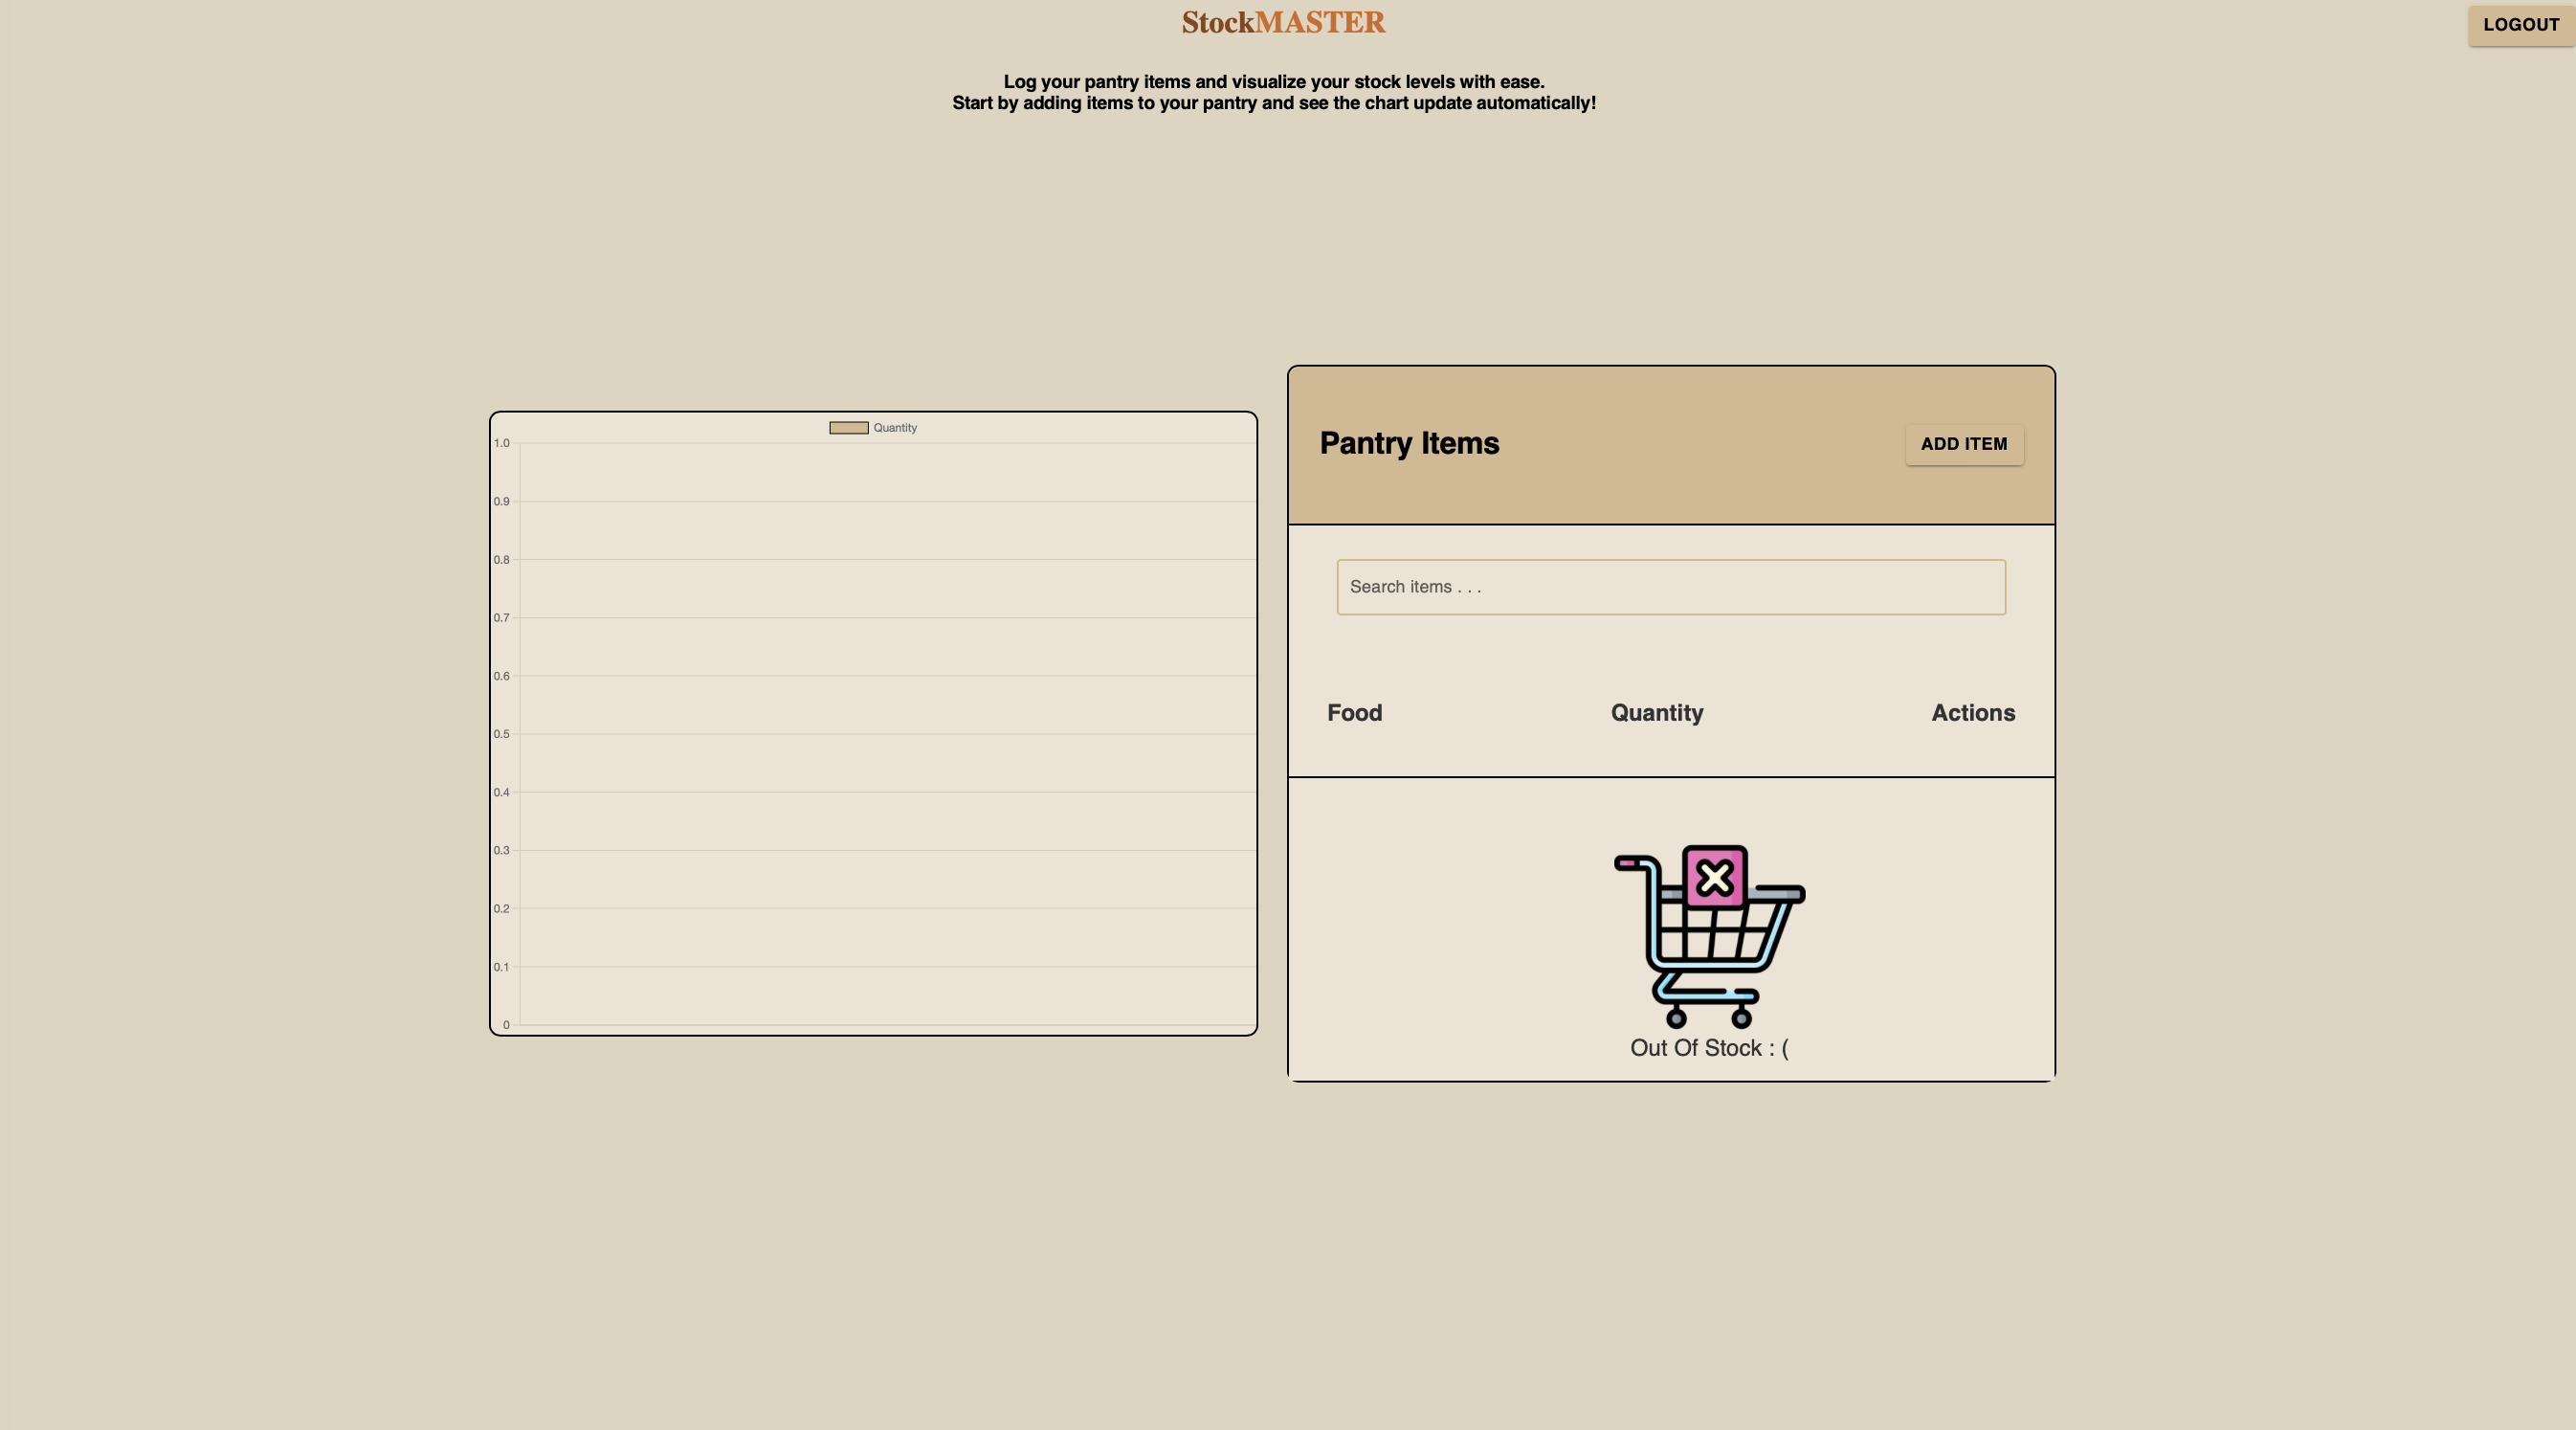 StockMASTER
LOGOUT
Log your pantry items and visualize your stock levels with ease.
Start by adding items to your pantry and see the chart update automatically!
Quantity
1.0
0.9
0.8
0.7
0.6
0.5
0.4
0.3
0.2
0.1
0
Pantry Items
ADD ITEM
Search items . . .
Food Quantity Actions
Out Of Stock : (